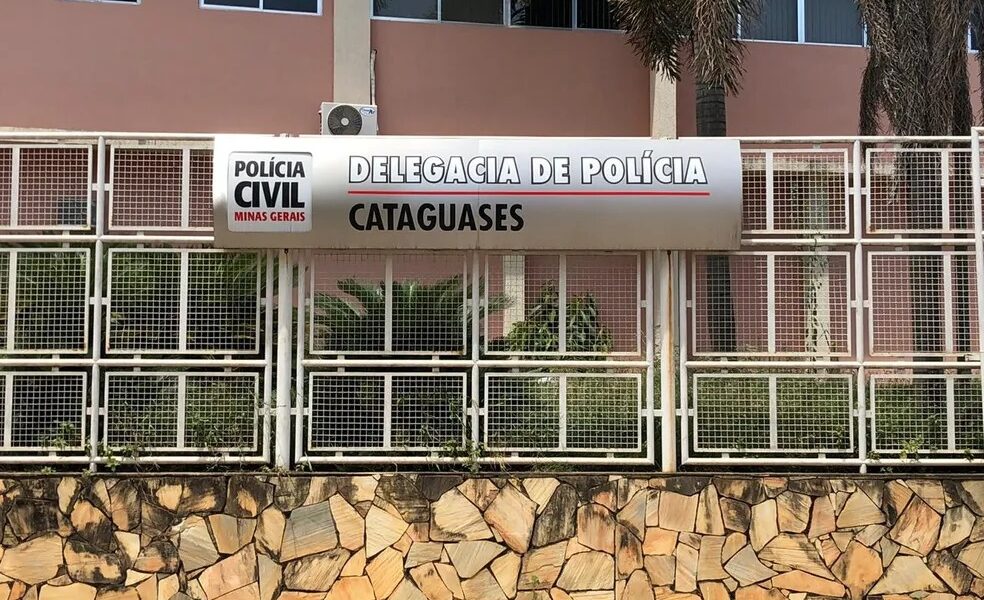 POLÍCIA
CIVIL
MINAS GERAIS
DELEGACIA DE POLÍCIA
CATAGUASES